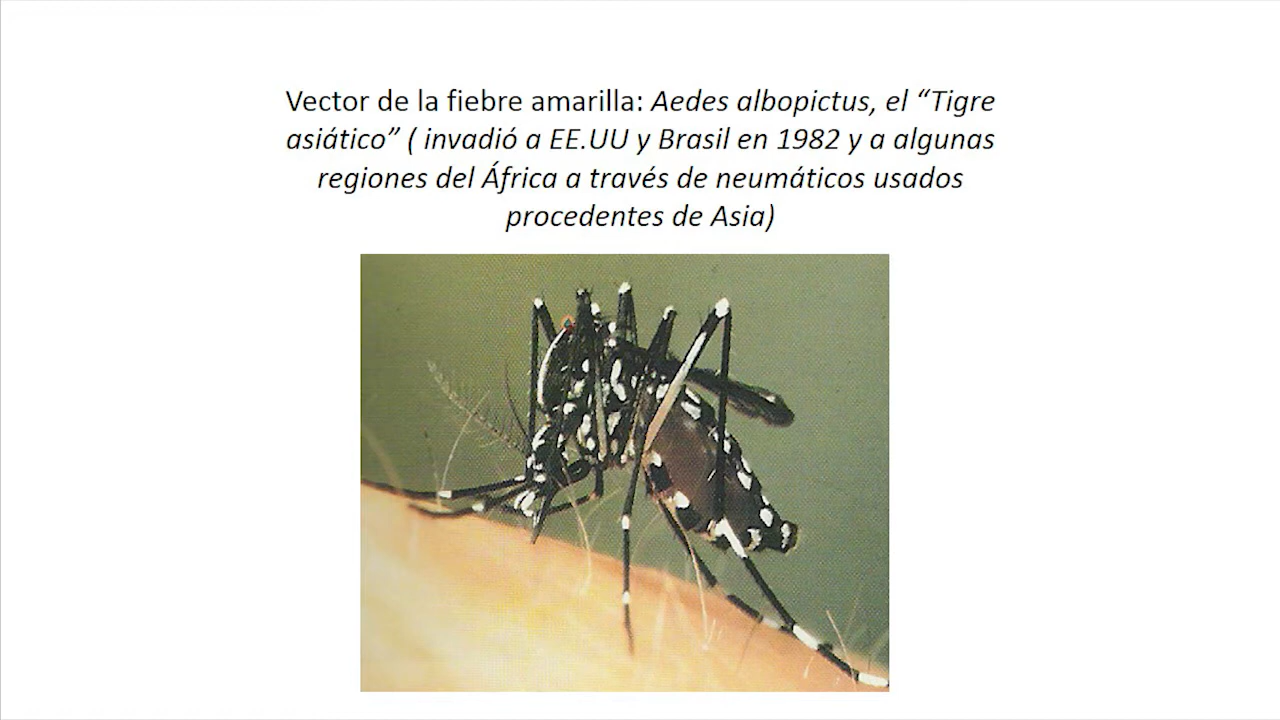 Vector de la fiebre amarilla: Aedes albopictus, el “Tigre
asiático” ( invadió a EE.UU y Brasil en 1982 y a algunas
regiones del África a través de neumáticos usados
procedentes de Asia)